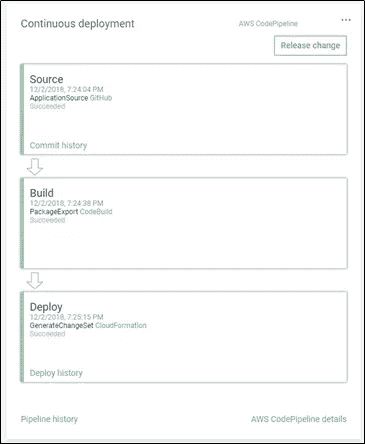 Continuous deployment
AWS CodePipeline
Release change
Source
12/2/2018, 7:24:04 PM
ApplicationSource GitHub
Succeeded
Commit history
Build
12/2/2018, 7:24:38 PM
PackageExport CodeBuild
Succeeded
Deploy
12/2/2018, 7:25:15 PM
GenerateChangeSet CloudFormation
Succeeded
Deploy history
Pipeline history
AWS CodePipeline details